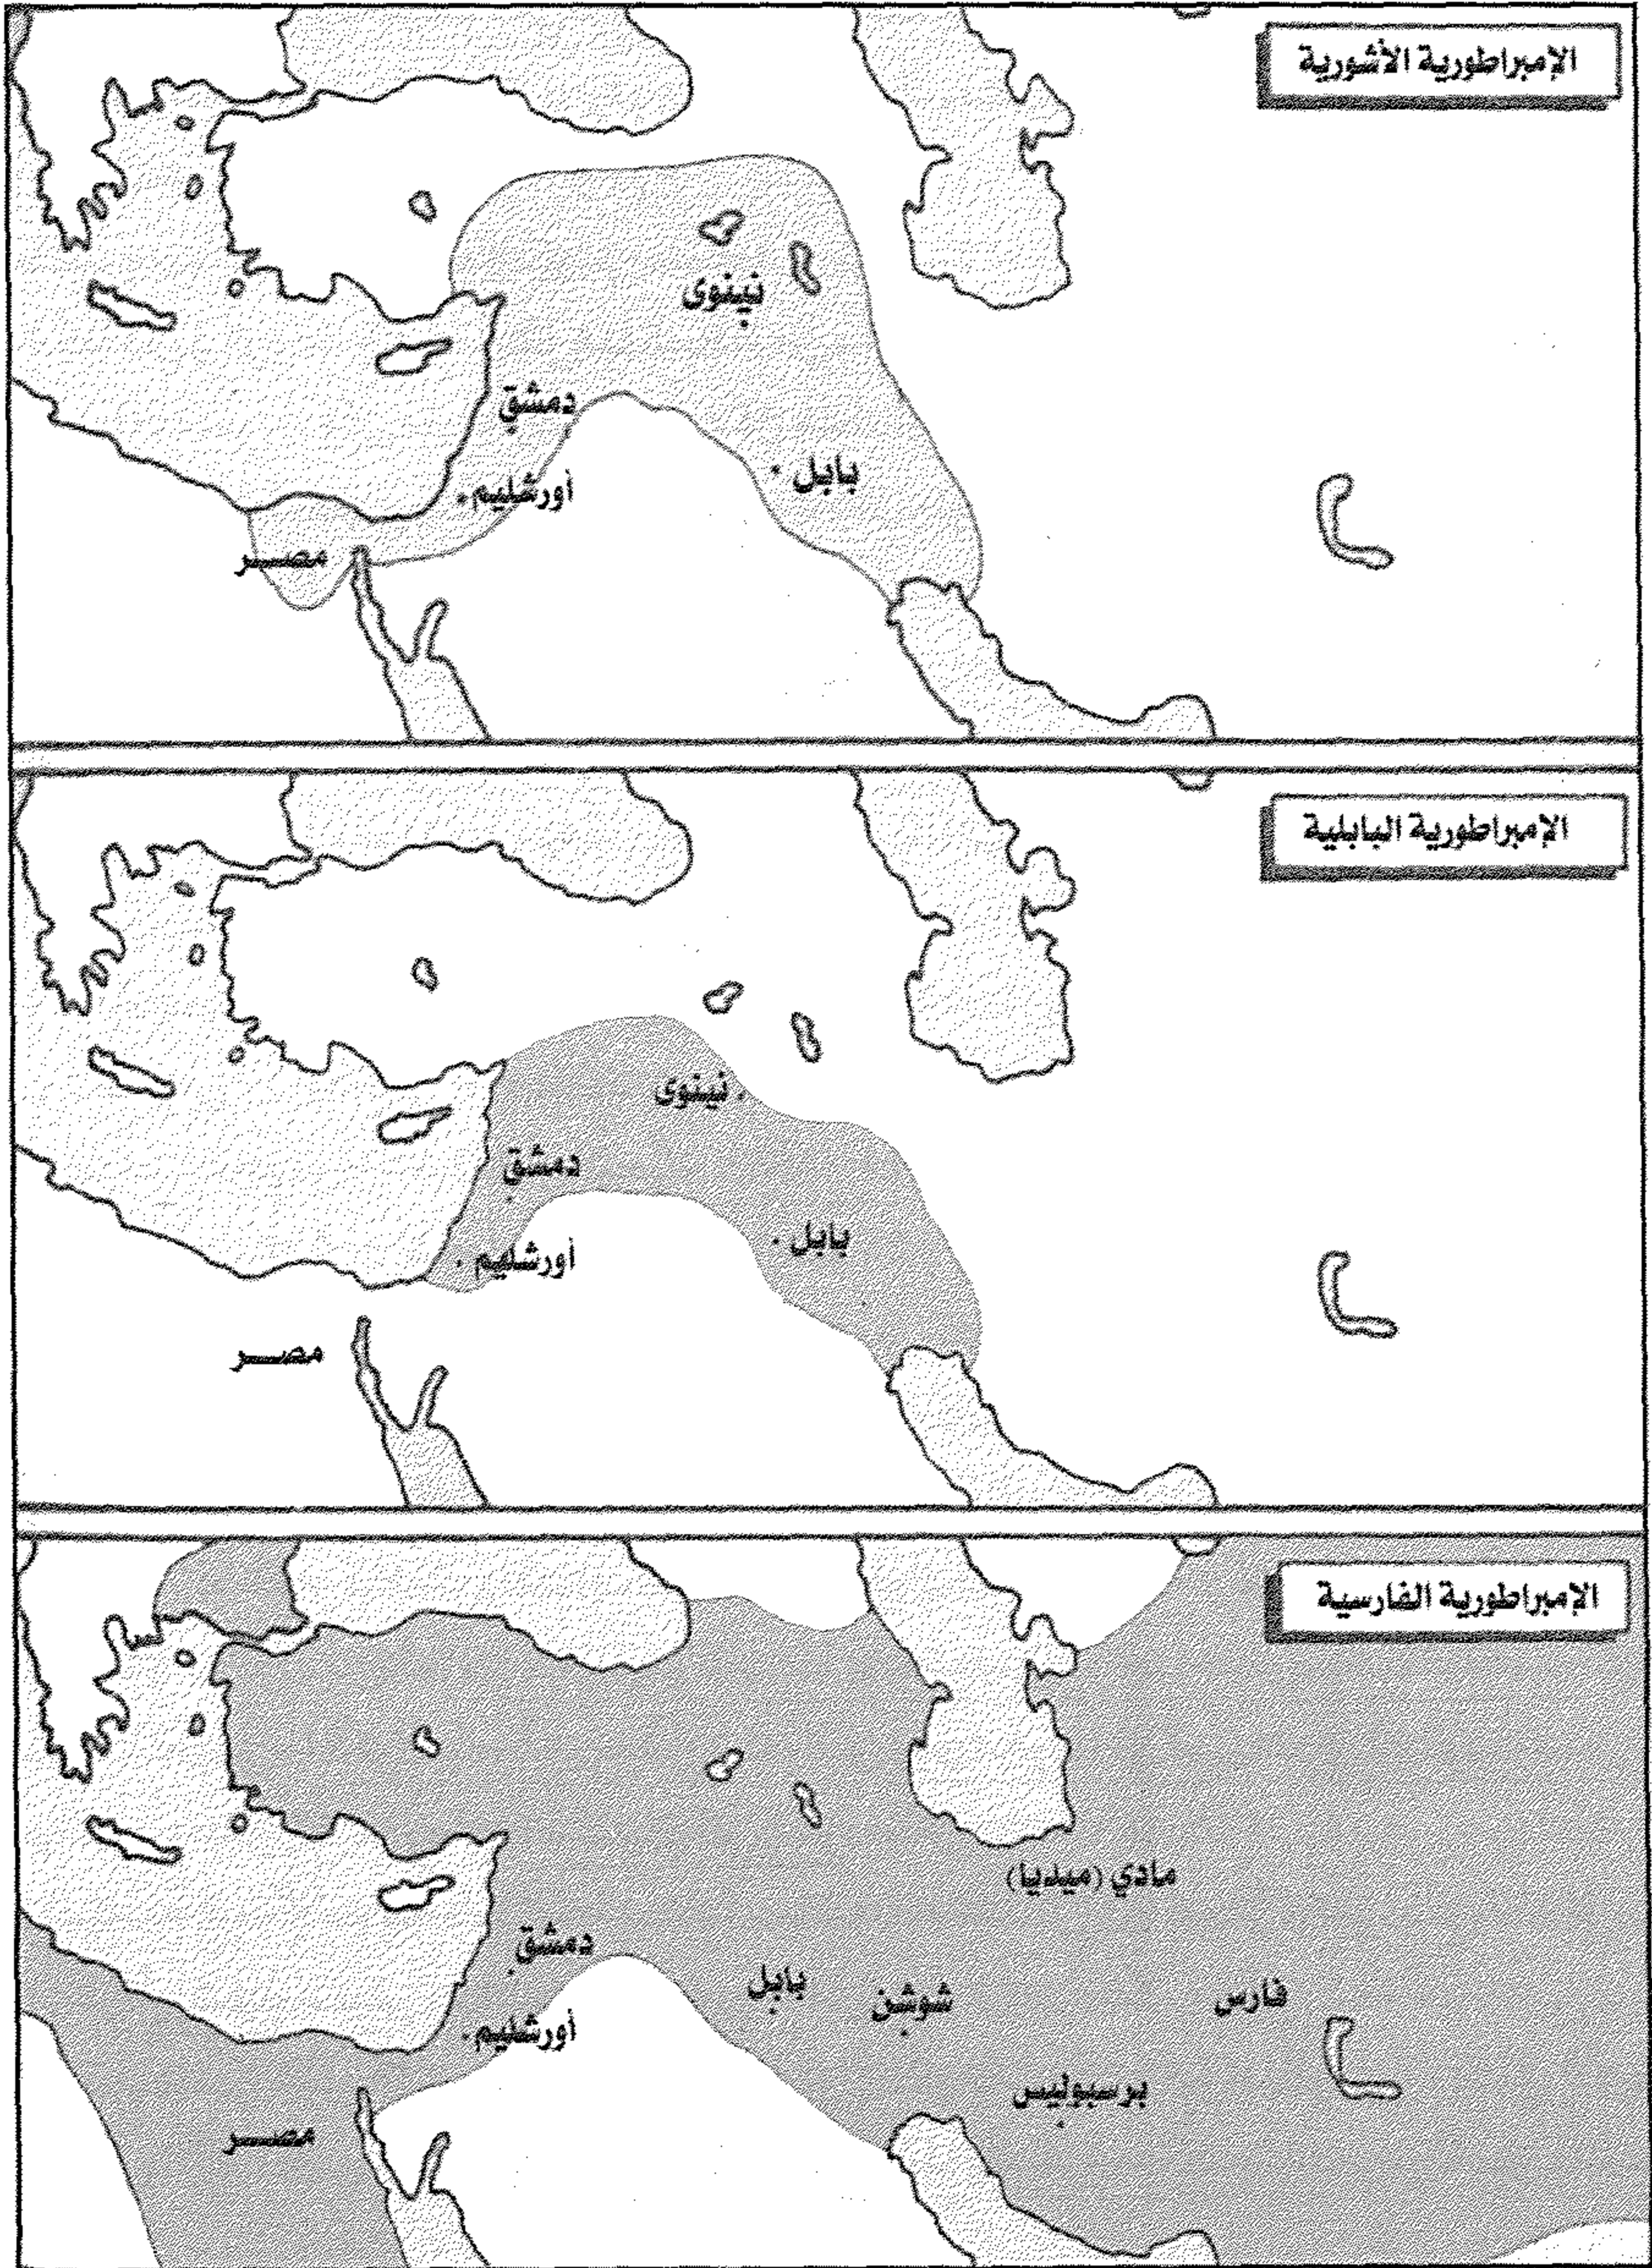 الإمبراطورية الأشورية
نينوى
دمشق
بابل
أورشليم
مصر
الإمبراطورية البابلية
نينوى
دمشق
بابل
أورشليم
مصر
الإمبراطورية الفارسية
مادي (ميديا)
دمشق
بابل
شوشن
فارس
أورشليم
برسبوليس
مصر